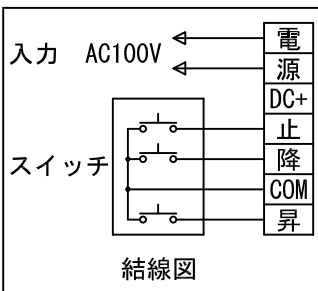 入力 AC100V
スイッチ
電
源
DC+
止
降
COM
昇
結線図